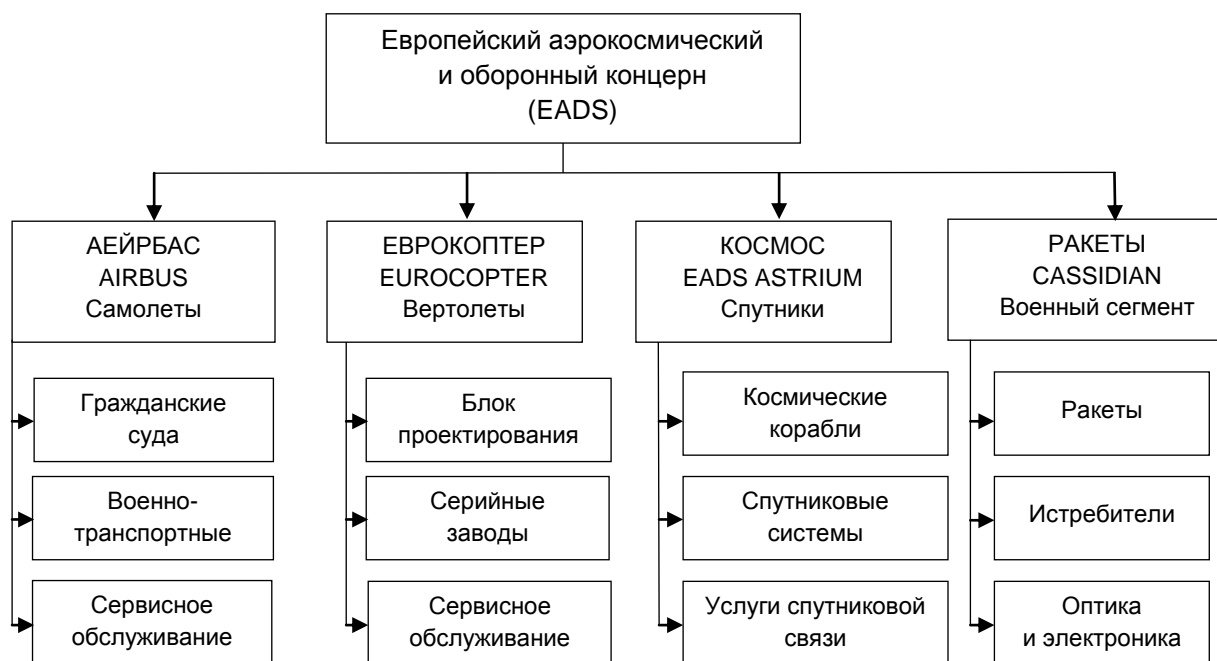 Европейский аэрокосмический
и оборонный концерн
(EADS)
АЕЙРБАС
AIRBUS
Самолеты
ЕВРОКОПТЕР
EUROCOPTER
Вертолеты
КОСМОС
EADS ASTRIUM
Спутники
РАКЕТЫ
CASSIDIAN
Военный сегмент
Гражданские
суда
Блок
проектирования
Космические
корабли
Ракеты
Военно-
транспортные
Серийные
заводы
Спутниковые
системы
Истребители
Сервисное
обслуживание
Сервисное
обслуживание
Услуги спутниковой
связи
Оптика
и электроника